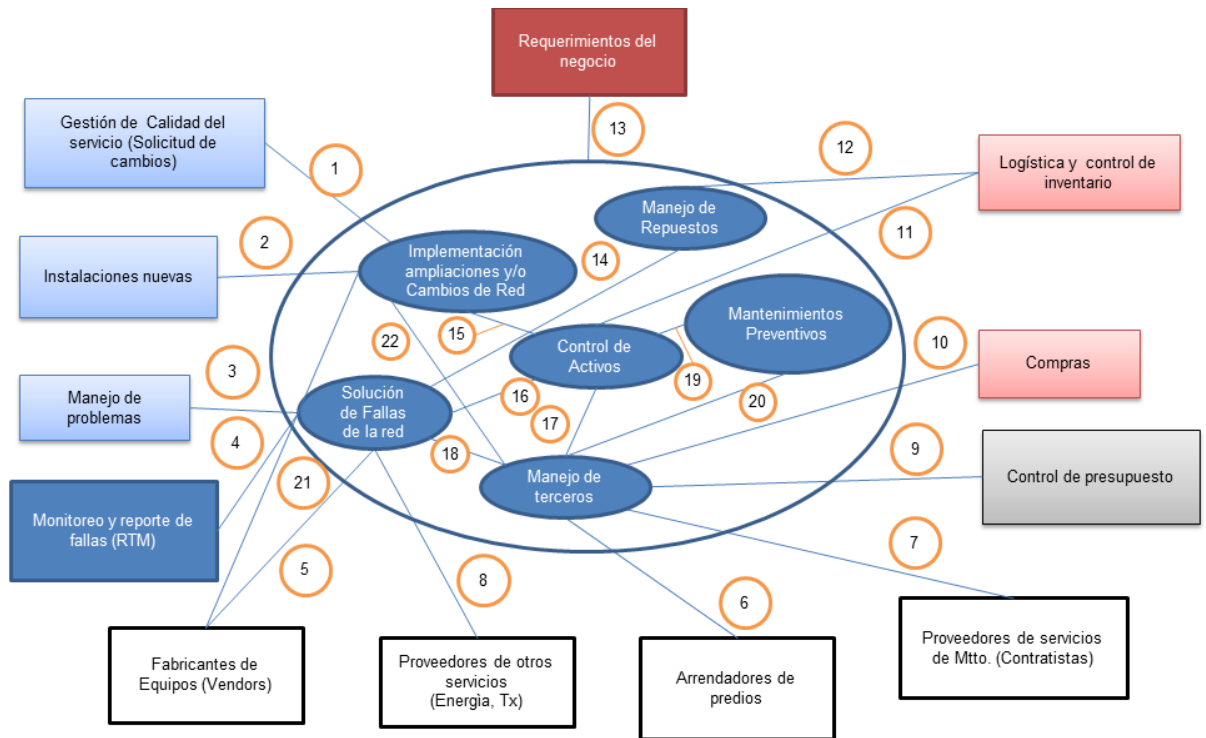 Requerimientos del
negocio
Gestión de Calidad del
servicio (Solicitud de
cambios)
13
1
12
Logística y control de
inventario
Manejo de
Repuestos
2
11
Instalaciones nuevas
Implementación
ampliaciones y/o
Cambios de Red
14
Mantenimientos
Preventivos
15
22
Control de
Activos
10
Compras
3
19
Manejo de
problemas
Solución
de Fallas
de la red
16
20
17
4
18
9
21
Manejo de
terceros
Control de presupuesto
Monitoreo y reporte de
fallas (RTM)
7
5
8
6
Proveedores de servicios
de Mtto. (Contratistas)
Fabricantes de
Equipos (Vendors)
Proveedores de otros
servicios
(Energìa, Tx)
Arrendadores de
predios